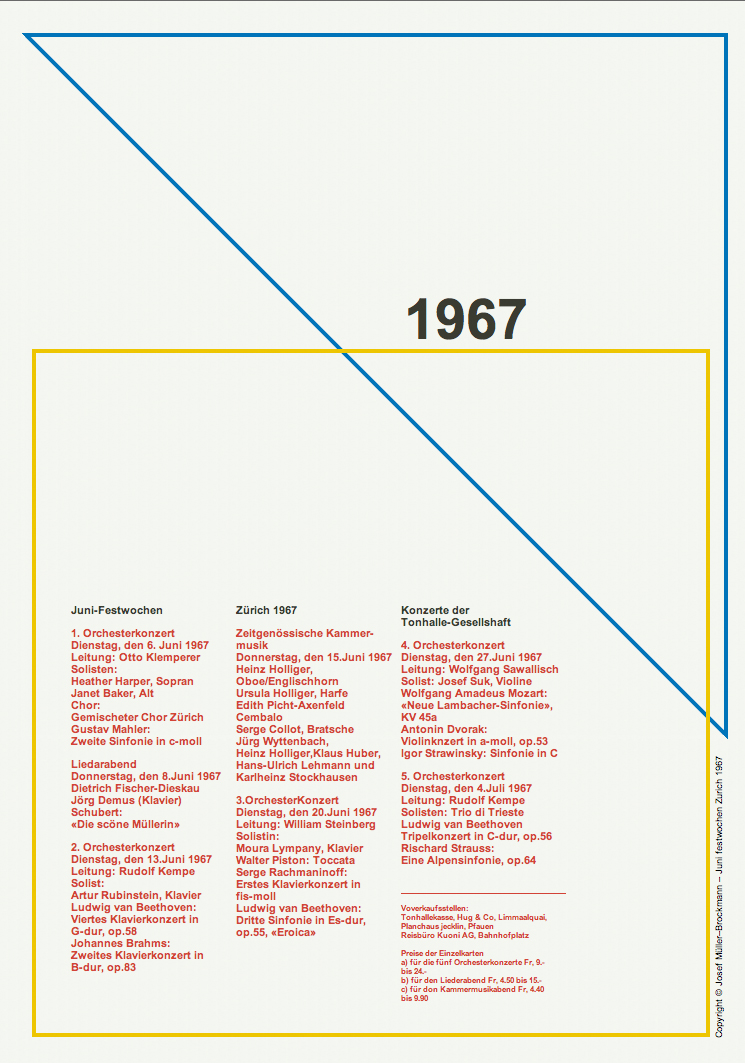 1967
Juni-Festwochen
1. Orchesterkonzert
Dienstag, den 6. Juni 1967
Leitung: Otto Klemperer
Solisten:
Heather Harper, Sopran
Janet Baker, Alt
Chor:
Gemischeter Chor Zürich
Gustav Mahler:
Zweite Sinfonie in c-moll
Liedarabend
Donnerstag, den 8.Juni 1967
Dietrich Fischer-Dieskau
Jörg Demus (Klavier)
Schubert:
«Die scöne Müllerin»
2. Orchesterkonzert
Dienstag, den 13.Juni 1967
Leitung: Rudolf Kempe
Solist:
Artur Rubinstein, Klavier
Ludwig van Beethoven:
Viertes Klavierkonzert in
G-dur, op.58
Johannes Brahms:
Zweites Klavierkonzert in
B-dur, op.83
Zürich 1967
Zeitgenössische Kammer-
musik
Donnerstag, den 15.Juni 1967
Heinz Holliger,
Oboe/Englischhorn
Ursula Holliger, Harfe
Edith Picht-Axenfeld
Cembalo
Serge Collot, Bratsche
Jürg Wyttenbach,
Heinz Holliger,Klaus Huber,
Hans-Ulrich Lehmann und
Karlheinz Stockhausen
3.OrchesterKonzert
Dienstag, den 20.Juni 1967
Leitung: William Steinberg
Solistin:
Moura Lympany, Klavier
Walter Piston: Toccata
Serge Rachmaninoff:
Erstes Klavierkonzert in
fis-moll
Ludwig van Beethoven:
Dritte Sinfonie in Es-dur,
op.55, «Eroica»
Konzerte der
Tonhalle-Gesellshaft
4. Orchesterkonzert
Dienstag, den 27.Juni 1967
Leitung: Wolfgang Sawallisch
Solist: Josef Suk, Violine
Wolfgang Amadeus Mozart:
«Neue Lambacher-Sinfonie»,
KV 45a
Antonin Dvorak:
Violinknzert in a-moll, op.53
Igor Strawinsky: Sinfonie in C
5. Orchesterkonzert
Dienstag, den 4.Juli 1967
Leitung: Rudolf Kempe
Solisten: Trio di Trieste
Ludwig van Beethoven
Tripelkonzert in C-dur, op.56
Rischard Strauss:
Eine Alpensinfonie, op.64
Voverkaufsstellen:
Tonhallekasse, Hug & Co, Limmaalquai,
Planchaus jecklin, Pfauen
Reisbüro Kuoni AG, Bahnhofplatz
Preise der Einzelkarten
a) für die fünf Orchesterkonzerte Fr, 9.-
bis 24.-
b) für den Liederabend Fr, 4.50 bis 15.-
c) für don Kammermusikabend Fr, 4.40
bis 9.90
Copyright © Josef Müller–Brockmann – Juni festwochen Zurich 1967